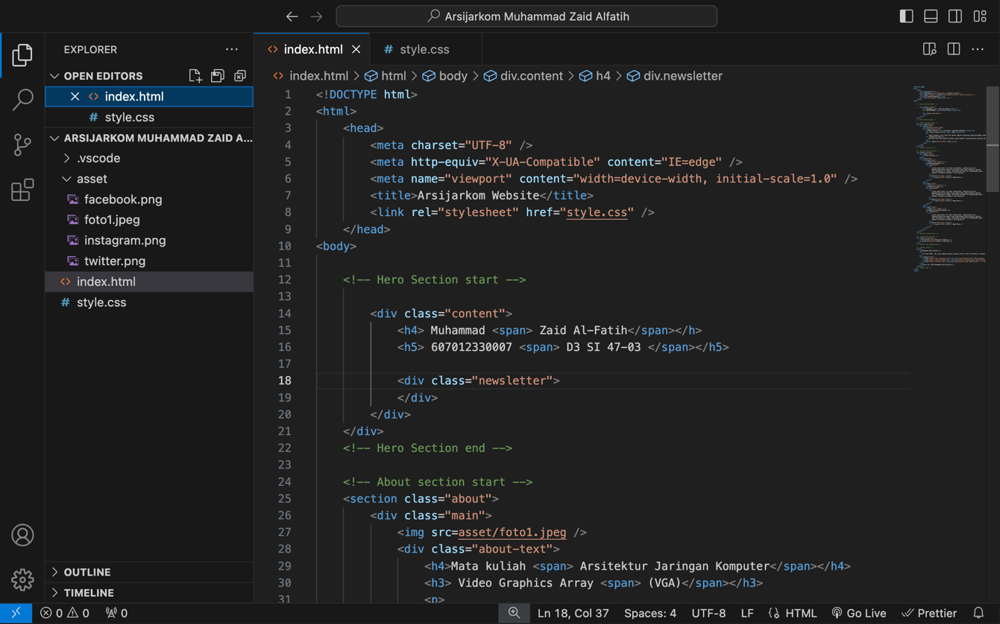 Arsijarkom Muhammad Zaid Alfatih
EXPLORER
index.html
style.css
OPEN EDITORS
index.html
style.css
ARSIJARKOM MUHAMMAD ZAID A...
.vscode
asset
facebook.png
foto1.jpeg
instagram.png
twitter.png
index.html
style.css
OUTLINE
TIMELINE
index.html > html > body > div.content > h4 > div.newsletter
1 <!DOCTYPE html>
2 <html>
3 <head>
4 <meta charset="UTF-8" />
5 <meta http-equiv="X-UA-Compatible" content="IE=edge" />
6 <meta name="viewport" content="width=device-width, initial-scale=1.0" />
7 <title>Arsijarkom Website</title>
8 <link rel="stylesheet" href="style.css" />
9 </head>
10 <body>
11
12 <!-- Hero Section start -->
13
14 <div class="content">
15 <h4> Muhammad <span> Zaid Al-Fatih</span></h>
16 <h5> 607012330007 <span> D3 SI 47-03 </span></h5>
17
18 <div class="newsletter">
19 </div>
20 </div>
21 </div>
22 <!-- Hero Section end -->
23
24 <!-- About section start -->
25 <section class="about">
26 <div class="main">
27 <img src=asset/foto1.jpeg />
28 <div class="about-text">
29 <h4>Mata kuliah <span> Arsitektur Jaringan Komputer</span></h4>
30 <h3> Video Graphics Array <span> (VGA)</span></h3>
31 <p>
0 0 0 Ln 18, Col 37 Spaces: 4 UTF-8 LF HTML Go Live Prettier